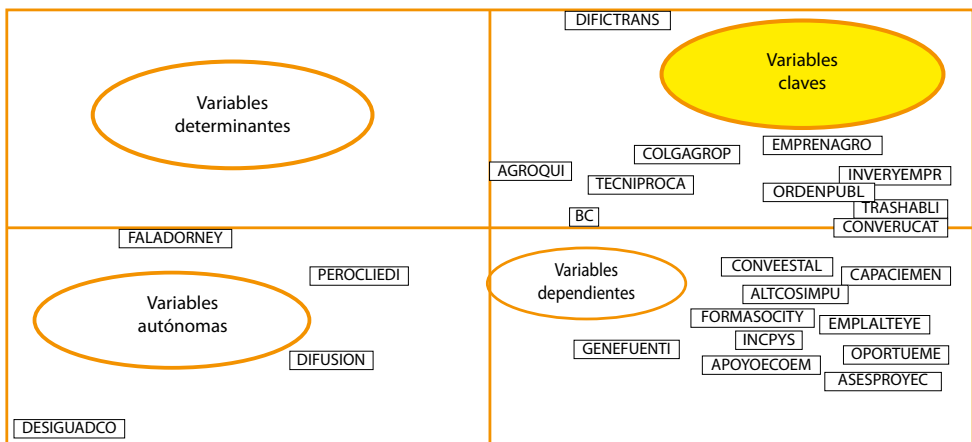 DIFICTRANS
Variables
claves
Variables
determinantes
EMPRENAGRO
COLGAGROP
AGROQUI
TECNIPROCA
INVERYEMPR
ORDENPUBL
TRASHABLI
BC
CONVERUCAT
FALADORNEY
PEROCLIEDI
Variables
autónomas
DIFUSION
DESIGUADCO
Variables
dependientes
CONVEESTAL
CAPACIEMEN
ALTCOSIMPU
FORMASOCITY
EMPLALTEYE
INCPYS
GENEFUENTI
OPORTUEME
APOYOECOEM
ASESPROYEC